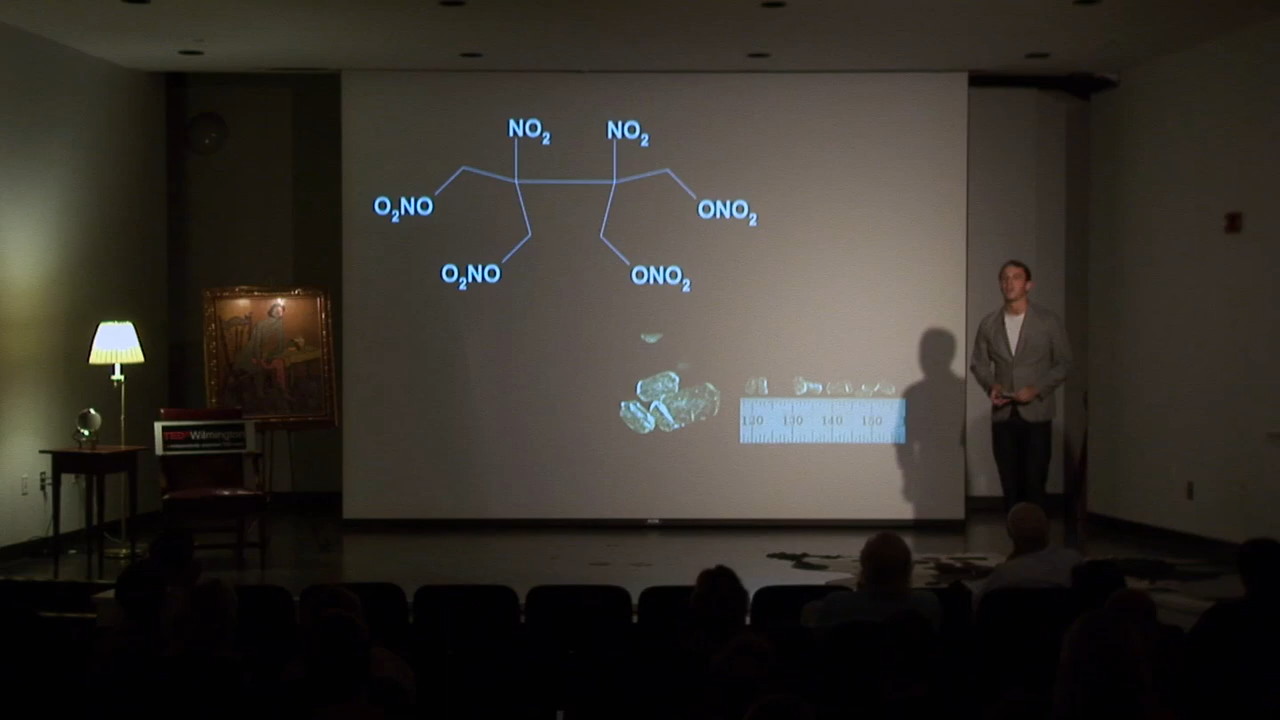 NO₂ NO₂
O₂NO ONO₂
O₂NO ONO₂
120 130 140 150
TEDxWilmington